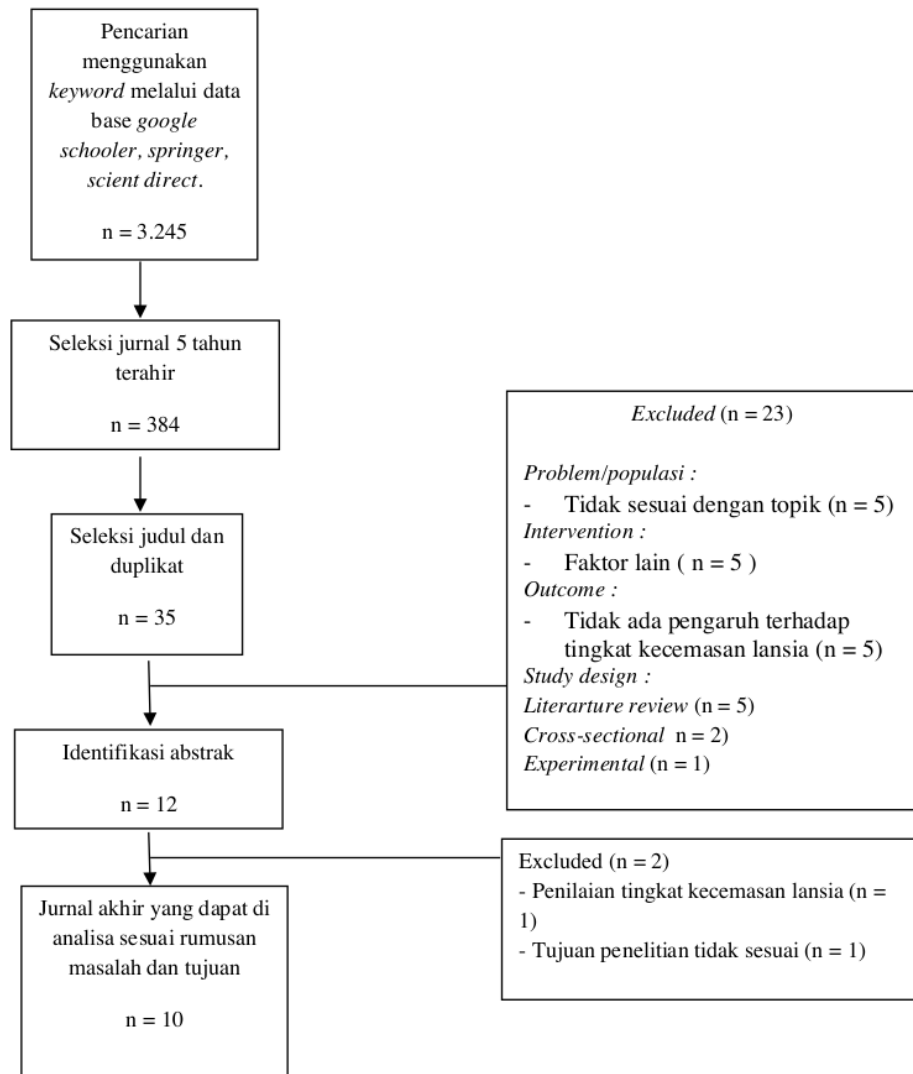 Pencarian
menggunakan
keyword melalui data
base google
schooler, springer,
scient direct.
n = 3.245
Seleksi jurnal 5 tahun
terahir
n = 384
Seleksi judul dan
duplikat
n = 35
Excluded (n = 23)
Problem/populasi :
- Tidak sesuai dengan topik (n = 5)
Intervention :
- Faktor lain ( n = 5 )
Outcome :
- Tidak ada pengaruh terhadap
tingkat kecemasan lansia (n = 5)
Study design :
Literarture review (n = 5)
Cross-sectional n = 2)
Experimental (n = 1)
Identifikasi abstrak
n = 12
Excluded (n = 2)
- Penilaian tingkat kecemasan lansia (n =
1)
- Tujuan penelitian tidak sesuai (n = 1)
Jurnal akhir yang dapat di
analisa sesuai rumusan
masalah dan tujuan
n = 10